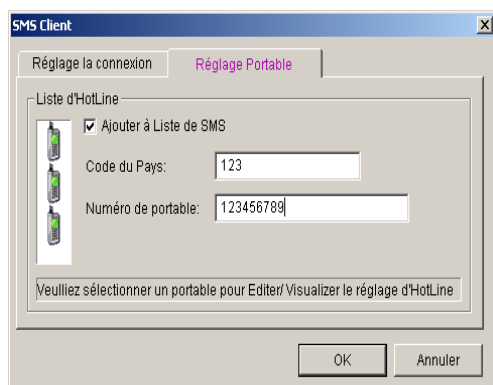 SMS Client
Réglage la connexion
Réglage Portable
Liste d'HotLine
Ajouter à Liste de SMS
Code du Pays:
123
Numéro de portable:
123456789
Veulliez sélectionner un portable pour Editer/ Visualizer le réglage d'HotLine
OK
Annuler